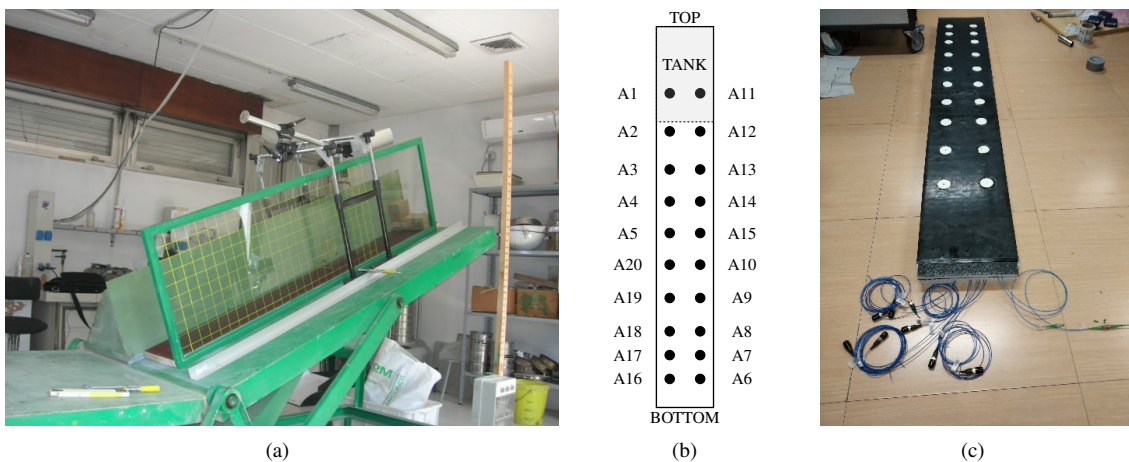 TOP
TANK
A1 A11
A2 A12
A3 A13
A4 A14
A5 A15
A20 A10
A19 A9
A18 A8
A17 A7
A16 A6
BOTTOM
(a) (b) (c)